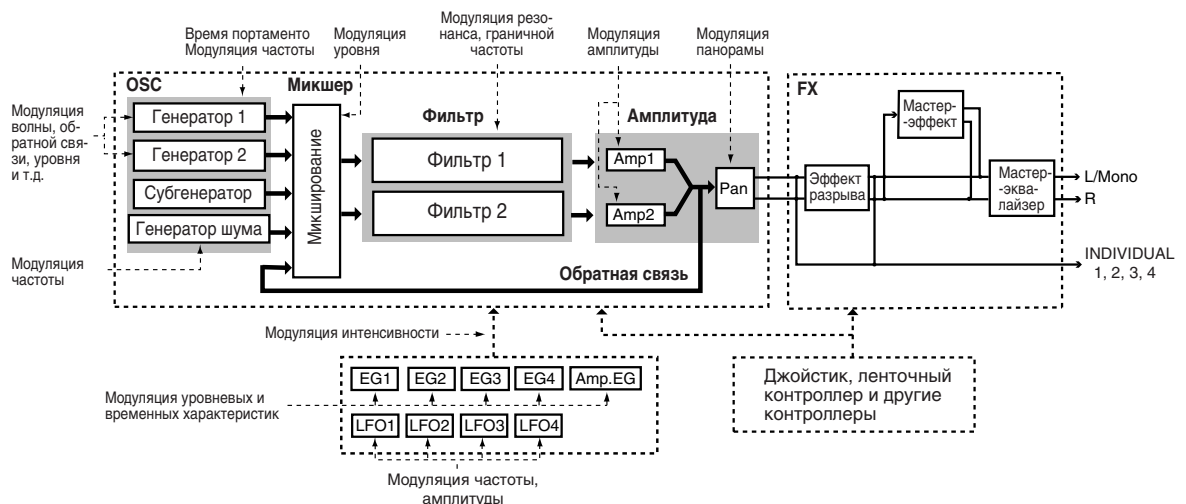 Время портаменто
Модуляция частоты
Модуляция
уровня
Модуляция резо-
нанса, граничной
частоты
Модуляция
амплитуды
Модуляция
панорамы
OSC
Микшер
Фильтр
Амплитуда
FX
Модуляция
волны, об-
ратной свя-
зи, уровня
и т.д.
Генератор 1
Генератор 2
Субгенератор
Генератор шума
Микширование
Фильтр 1
Фильтр 2
Amp1
Amp2
Pan
Эффект
разрыва
Мастер-
-эффект
Мастер-
-эква-
лайзер
L/Mono
R
INDIVIDUAL
1, 2, 3, 4
Модуляция
частоты
Обратная связь
Модуляция интенсивности
EG1
EG2
EG3
EG4
Amp.EG
Модуляция уровневых и
временных характеристик
LFO1
LFO2
LFO3
LFO4
Модуляция частоты,
амплитуды
Джойстик, ленточный
контроллер и другие
контроллеры